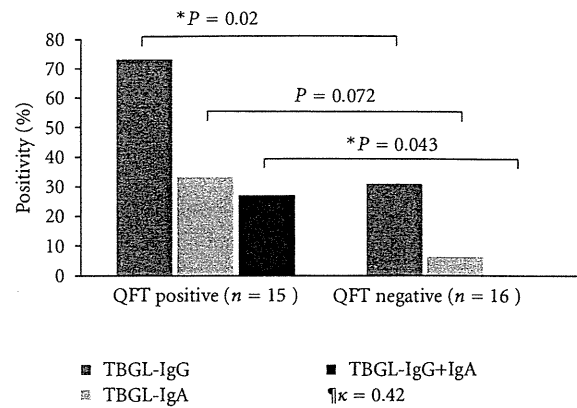 *P = 0.02
80
70
60
50
40
30
20
10
0
Positivity (%)
P = 0.072
*P = 0.043
QFT positive (n = 15 )
QFT negative (n = 16 )
TBGL-IgG
TBGL-IgG+IgA
TBGL-IgA
¶κ = 0.42